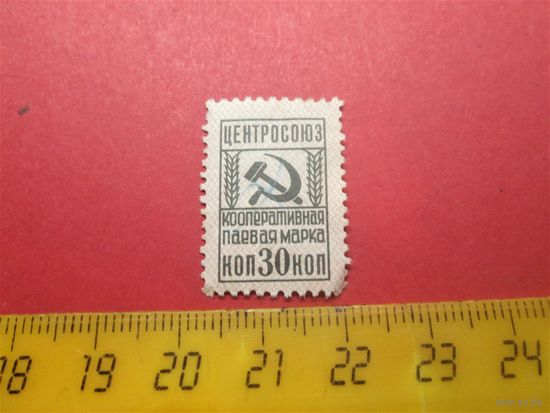 ЦЕНТРОСОЮЗ
КООПЕРАТИВНАЯ
ПАЕВАЯ МАРКА
КОП 30 КОП
18 19 20 21 22 23 24